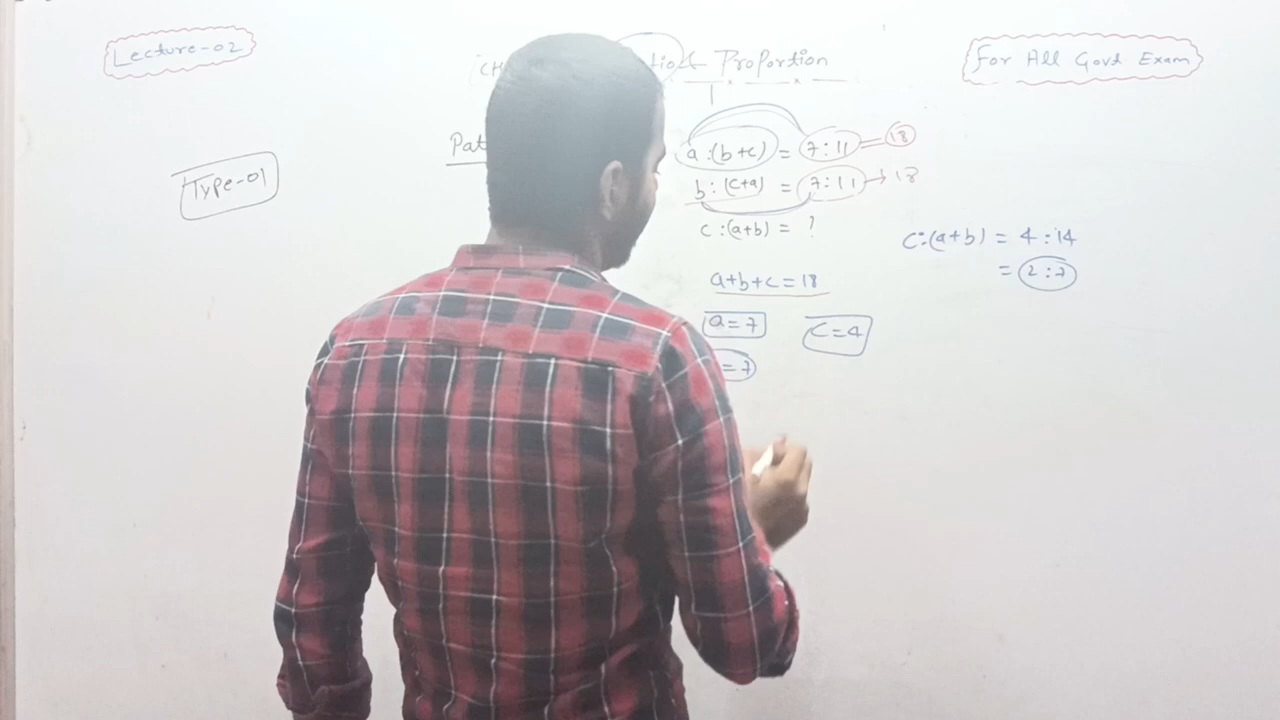 Lecture-02
Proportion
For All Govt Exam
Type-01
a:(b+c) = 7:11 = 18
b:(c+a) = 7:11 → 18
c:(a+b) = ?
a+b+c=18
a=7
c=4
=7
c:(a+b) = 4:14
= 2:7